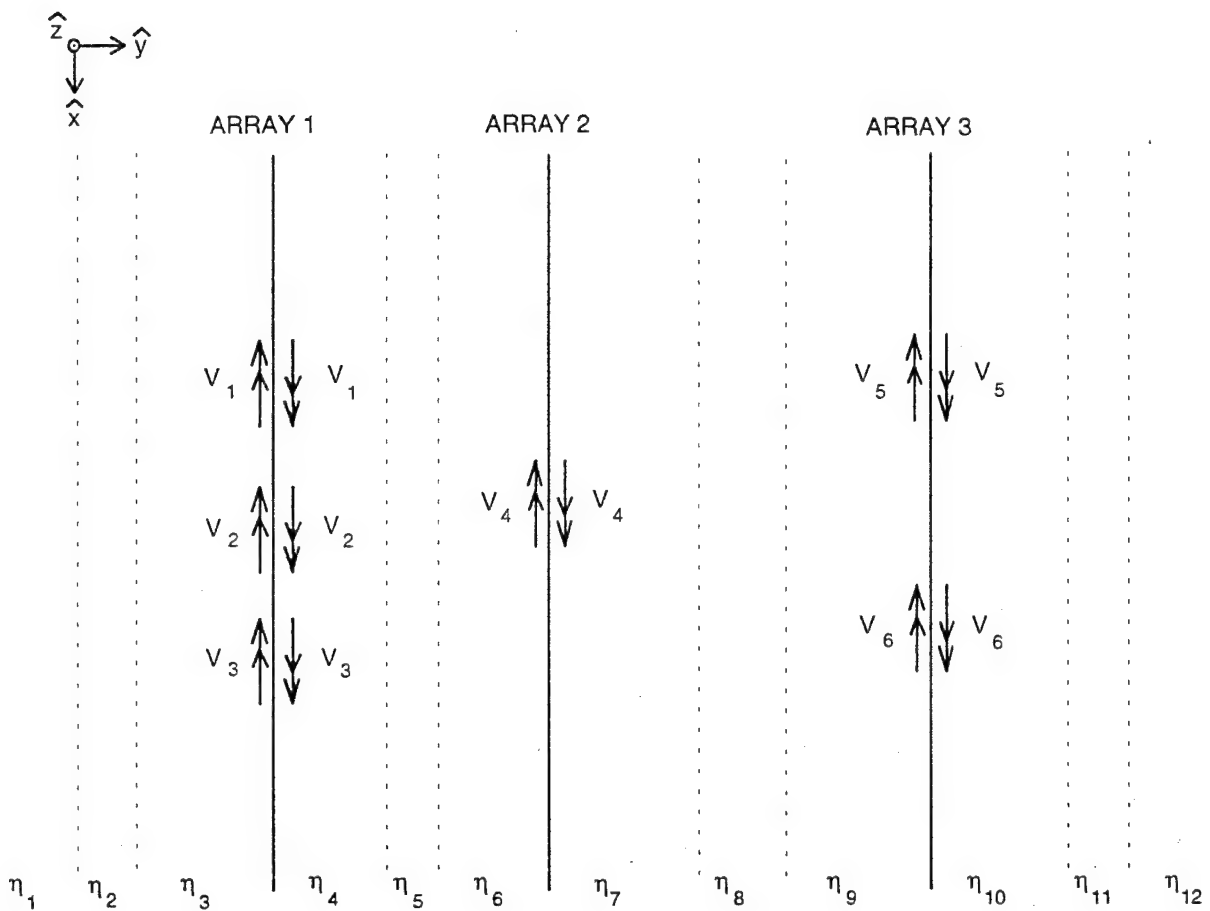 ẑ ŷ
x̂
ARRAY 1 ARRAY 2 ARRAY 3
V₁ V₁ V₅ V₅
V₄ V₄
V₂ V₂
V₆ V₆
V₃ V₃
η₁ η₂ η₃ η₄ η₅ η₆ η₇ η₈ η₉ η₁₀ η₁₁ η₁₂